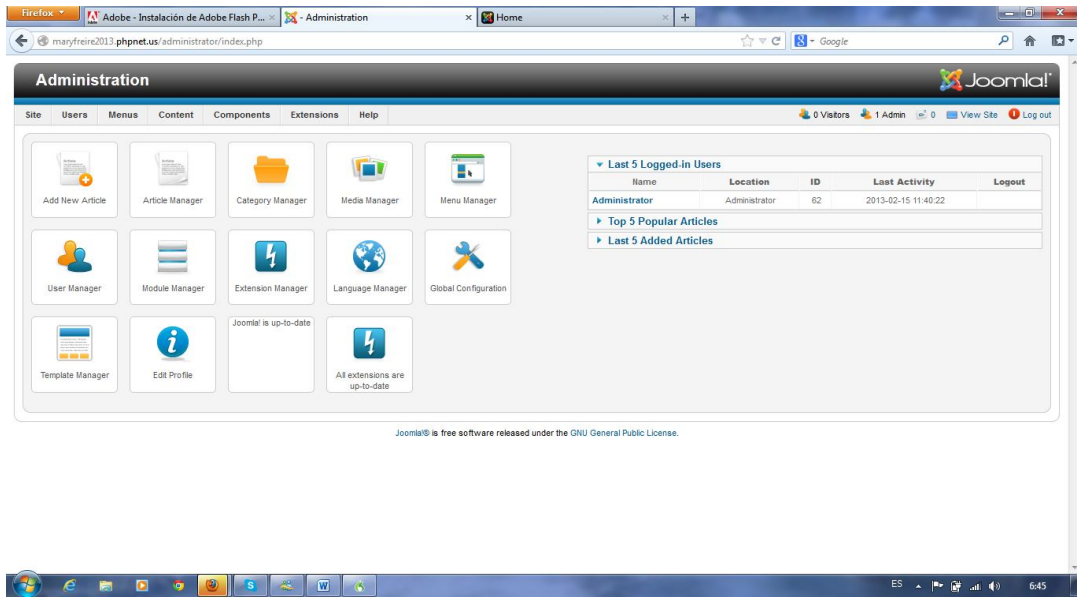 Firefox
Adobe - Instalación de Adobe Flash P...
- Administration
Home
maryfreire2013.phpnet.us/administrator/index.php
Google
Administration
Joomla!
Site Users Menus Content Components Extensions Help
0 Visitors 1 Admin 0 View Site Log out
Add New Article
Article Manager
Category Manager
Media Manager
Menu Manager
User Manager
Module Manager
Extension Manager
Language Manager
Global Configuration
Template Manager
Edit Profile
Joomla! is up-to-date
All extensions are
up-to-date
Last 5 Logged-in Users
Name Location ID Last Activity Logout
Administrator Administrator 62 2013-02-15 11:40:22
Top 5 Popular Articles
Last 5 Added Articles
Joomla!® is free software released under the GNU General Public License.
ES
6:45